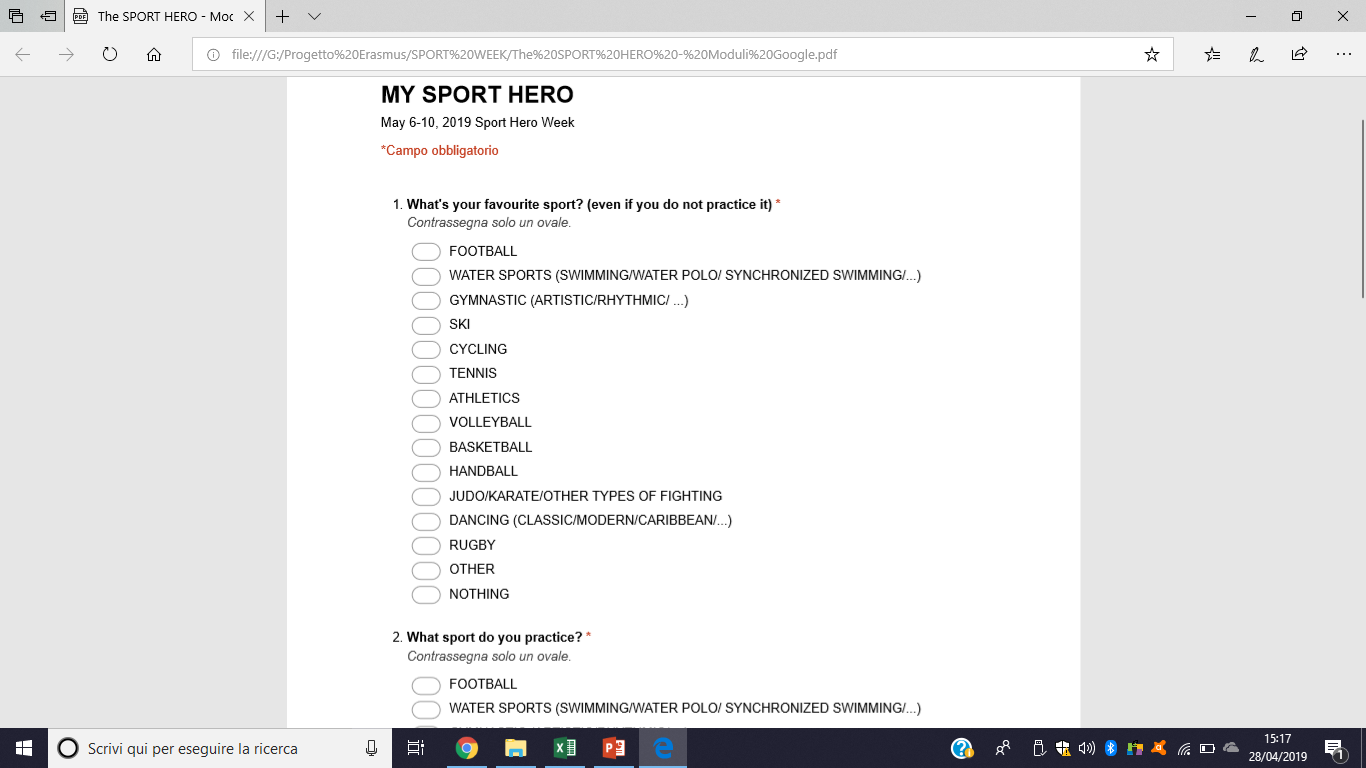 The SPORT HERO - Moc
file:///G:/Progetto%20Erasmus/SPORT%20WEEK/The%20SPORT%20HERO%20-%20Moduli%20Google.pdf
MY SPORT HERO
May 6-10, 2019 Sport Hero Week
*Campo obbligatorio
1. What's your favourite sport? (even if you do not practice it) *
Contrassegna solo un ovale.
FOOTBALL
WATER SPORTS (SWIMMING/WATER POLO/ SYNCHRONIZED SWIMMING/...)
GYMNASTIC (ARTISTIC/RHYTHMIC/ ...)
SKI
CYCLING
TENNIS
ATHLETICS
VOLLEYBALL
BASKETBALL
HANDBALL
JUDO/KARATE/OTHER TYPES OF FIGHTING
DANCING (CLASSIC/MODERN/CARIBBEAN/...)
RUGBY
OTHER
NOTHING
2. What sport do you practice? *
Contrassegna solo un ovale.
FOOTBALL
WATER SPORTS (SWIMMING/WATER POLO/ SYNCHRONIZED SWIMMING/...)
Scrivi qui per eseguire la ricerca
15:17
28/04/2019
1